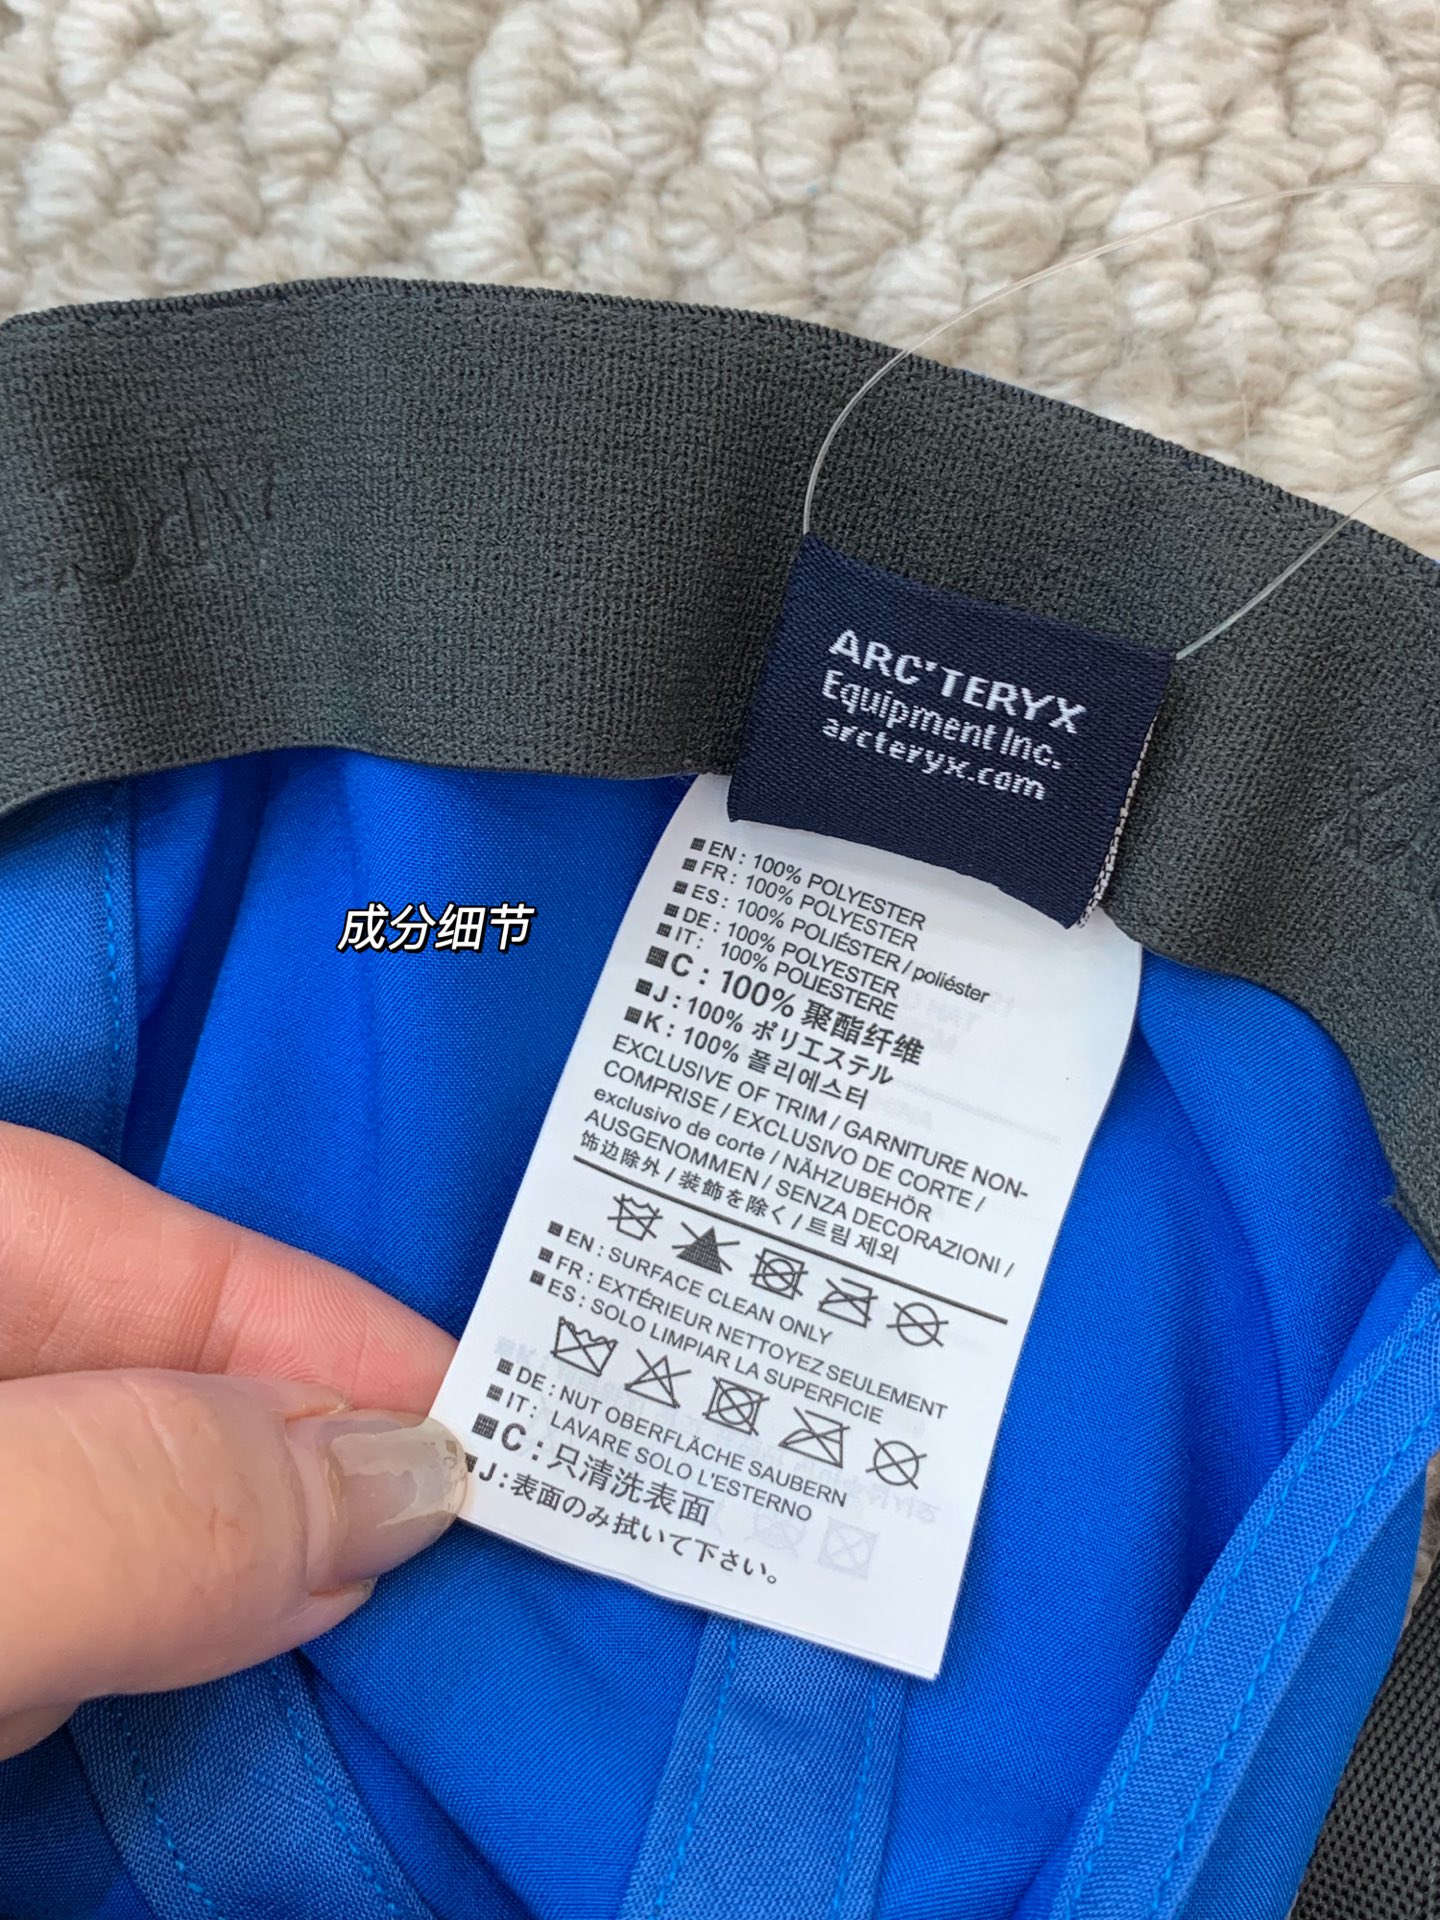 ARC'TERYX
Equipment Inc.
arcteryx.com
成分细节
EN : 100% POLYESTER
FR : 100% POLYESTER
ES : 100% POLIÉSTER / poliéster
DE : 100% POLYESTER
IT : 100% POLIESTERE
C : 100% 聚酯纤维
J : 100% ポリエステル
K : 100% 폴리에스터
EXCLUSIVE OF TRIM / GARNITURE NON-
COMPRISE / EXCLUSIVO DE CORTE /
exclusivo de corte / NÄHZUBEHÖR
AUSGENOMMEN / SENZA DECORAZIONI /
饰边除外 / 装飾を除く / 트림 제외
EN : SURFACE CLEAN ONLY
FR : EXTÉRIEUR NETTOYEZ SEULEMENT
ES : SOLO LIMPIAR LA SUPERFICIE
DE : NUT OBERFLÄCHE SAUBERN
IT : LAVARE SOLO L'ESTERNO
C : 只清洗表面
J : 表面のみ拭いて下さい。